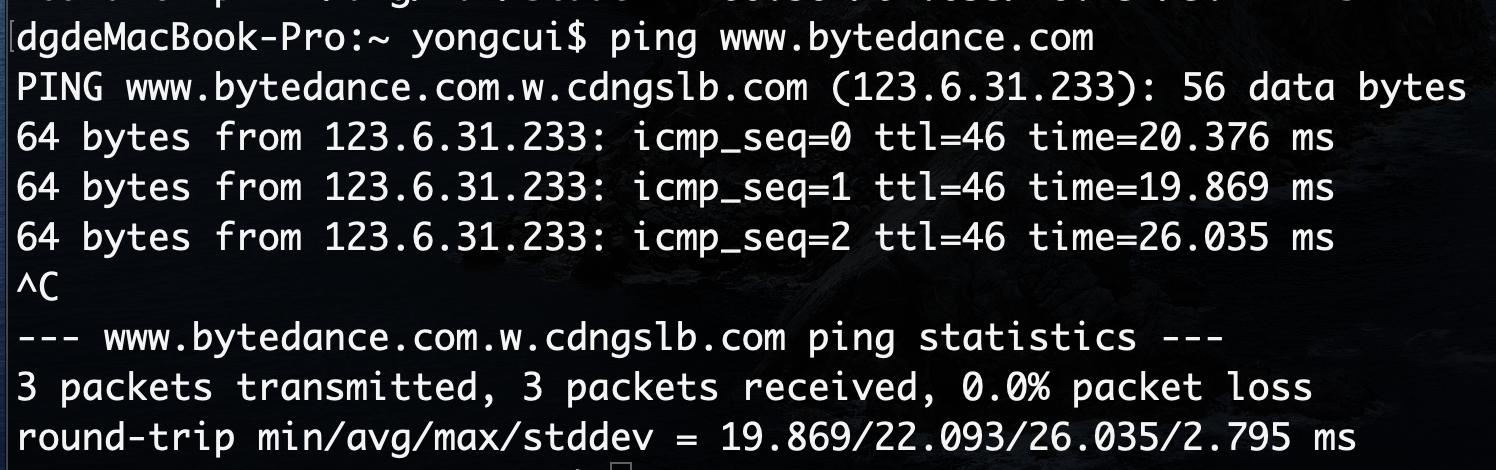 dgdeMacBook-Pro:~ yongcui$ ping www.bytedance.com
PING www.bytedance.com.w.cdngslb.com (123.6.31.233): 56 data bytes
64 bytes from 123.6.31.233: icmp_seq=0 ttl=46 time=20.376 ms
64 bytes from 123.6.31.233: icmp_seq=1 ttl=46 time=19.869 ms
64 bytes from 123.6.31.233: icmp_seq=2 ttl=46 time=26.035 ms
^C
--- www.bytedance.com.w.cdngslb.com ping statistics ---
3 packets transmitted, 3 packets received, 0.0% packet loss
round-trip min/avg/max/stddev = 19.869/22.093/26.035/2.795 ms